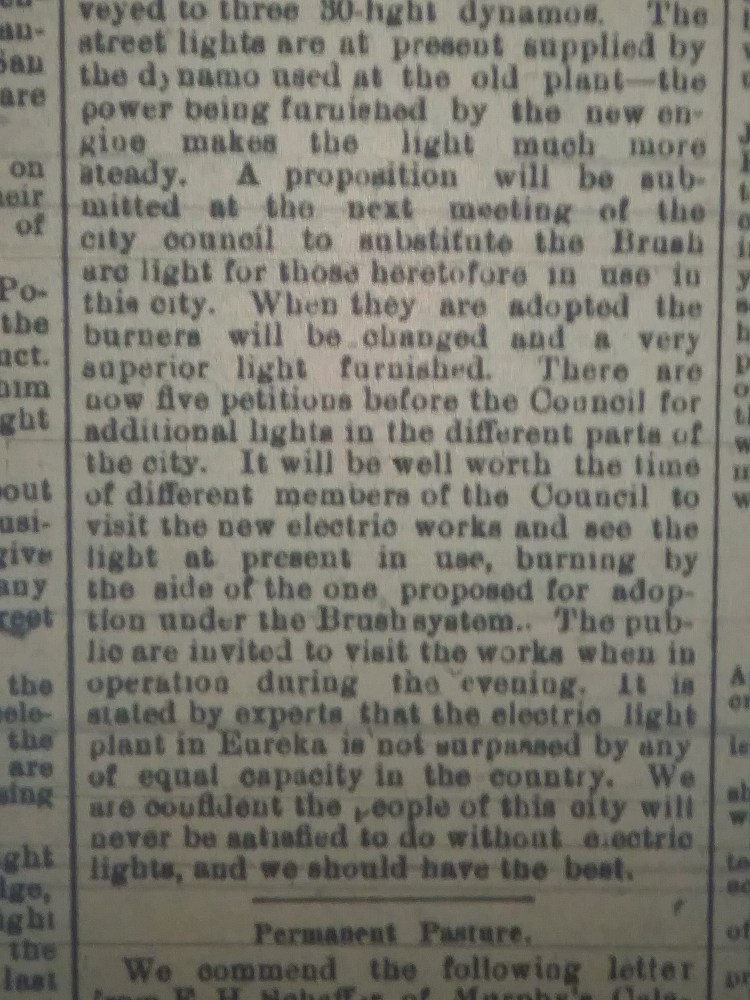 veyed to three 30-light dynamos. The
street lights are at present supplied by
the dynamo used at the old plant—the
power being furnished by the new en-
gine makes the light much more
steady. A proposition will be sub-
mitted at the next meeting of the
city council to substitute the Brush
arc light for those heretofore in use in
this city. When they are adopted the
burners will be changed and a very
superior light furnished. There are
now five petitions before the Council for
additional lights in the different parts of
the city. It will be well worth the time
of different members of the Council to
visit the new electric works and see the
light at present in use, burning by
the side of the one proposed for adop-
tion under the Brush system.. The pub-
lic are invited to visit the works when in
operation during the evening. It is
stated by experts that the electric light
plant in Eureka is not surpassed by any
of equal capacity in the country. We
are confident the people of this city will
never be satisfied to do without electric
lights, and we should have the best.
Permanent Pasture.
We commend the following letter